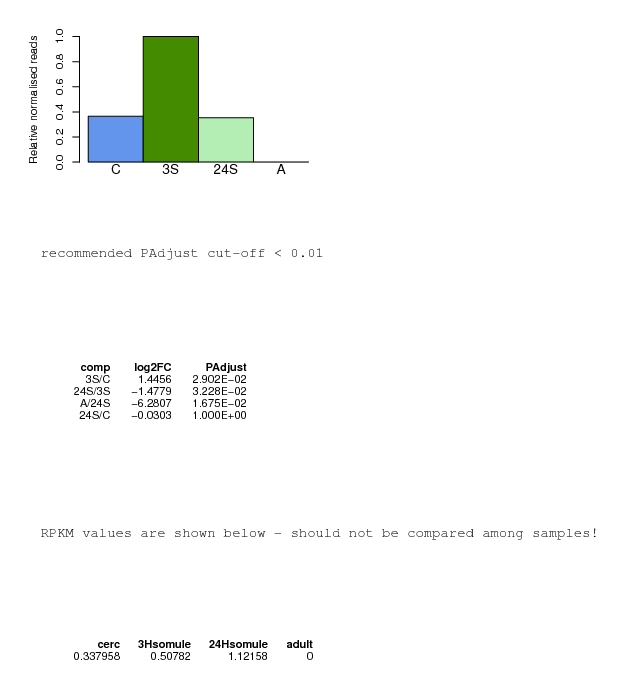 Relative normalised reads
1.0
0.8
0.6
0.4
0.2
0.0
C 3S 24S A
recommended PAdjust cut-off < 0.01
comp log2FC PAdjust
3S/C 1.4456 2.902E-02
24S/3S -1.4779 3.228E-02
A/24S -6.2807 1.675E-02
24S/C -0.0303 1.000E+00
RPKM values are shown below - should not be compared among samples!
cerc 3Hsomule 24Hsomule adult
0.337958 0.50782 1.12158 0